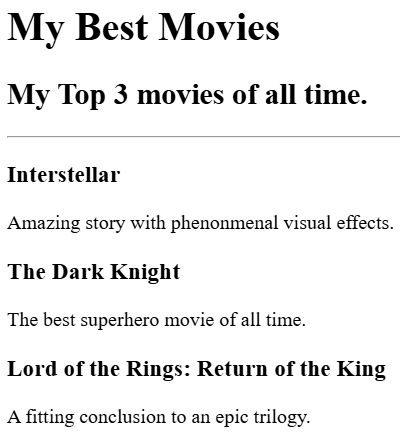 My Best Movies
My Top 3 movies of all time.
Interstellar
Amazing story with phenonmenal visual effects.
The Dark Knight
The best superhero movie of all time.
Lord of the Rings: Return of the King
A fitting conclusion to an epic trilogy.